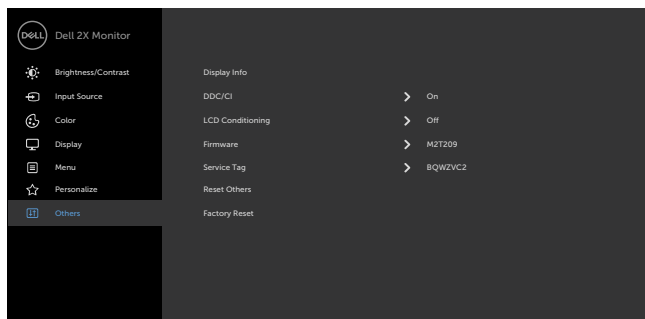 DELL Dell 2X Monitor
Brightness/Contrast Display Info
Input Source DDC/CI On
Color LCD Conditioning Off
Display Firmware M2T209
Menu Service Tag BQWZVC2
Personalize Reset Others
Others Factory Reset